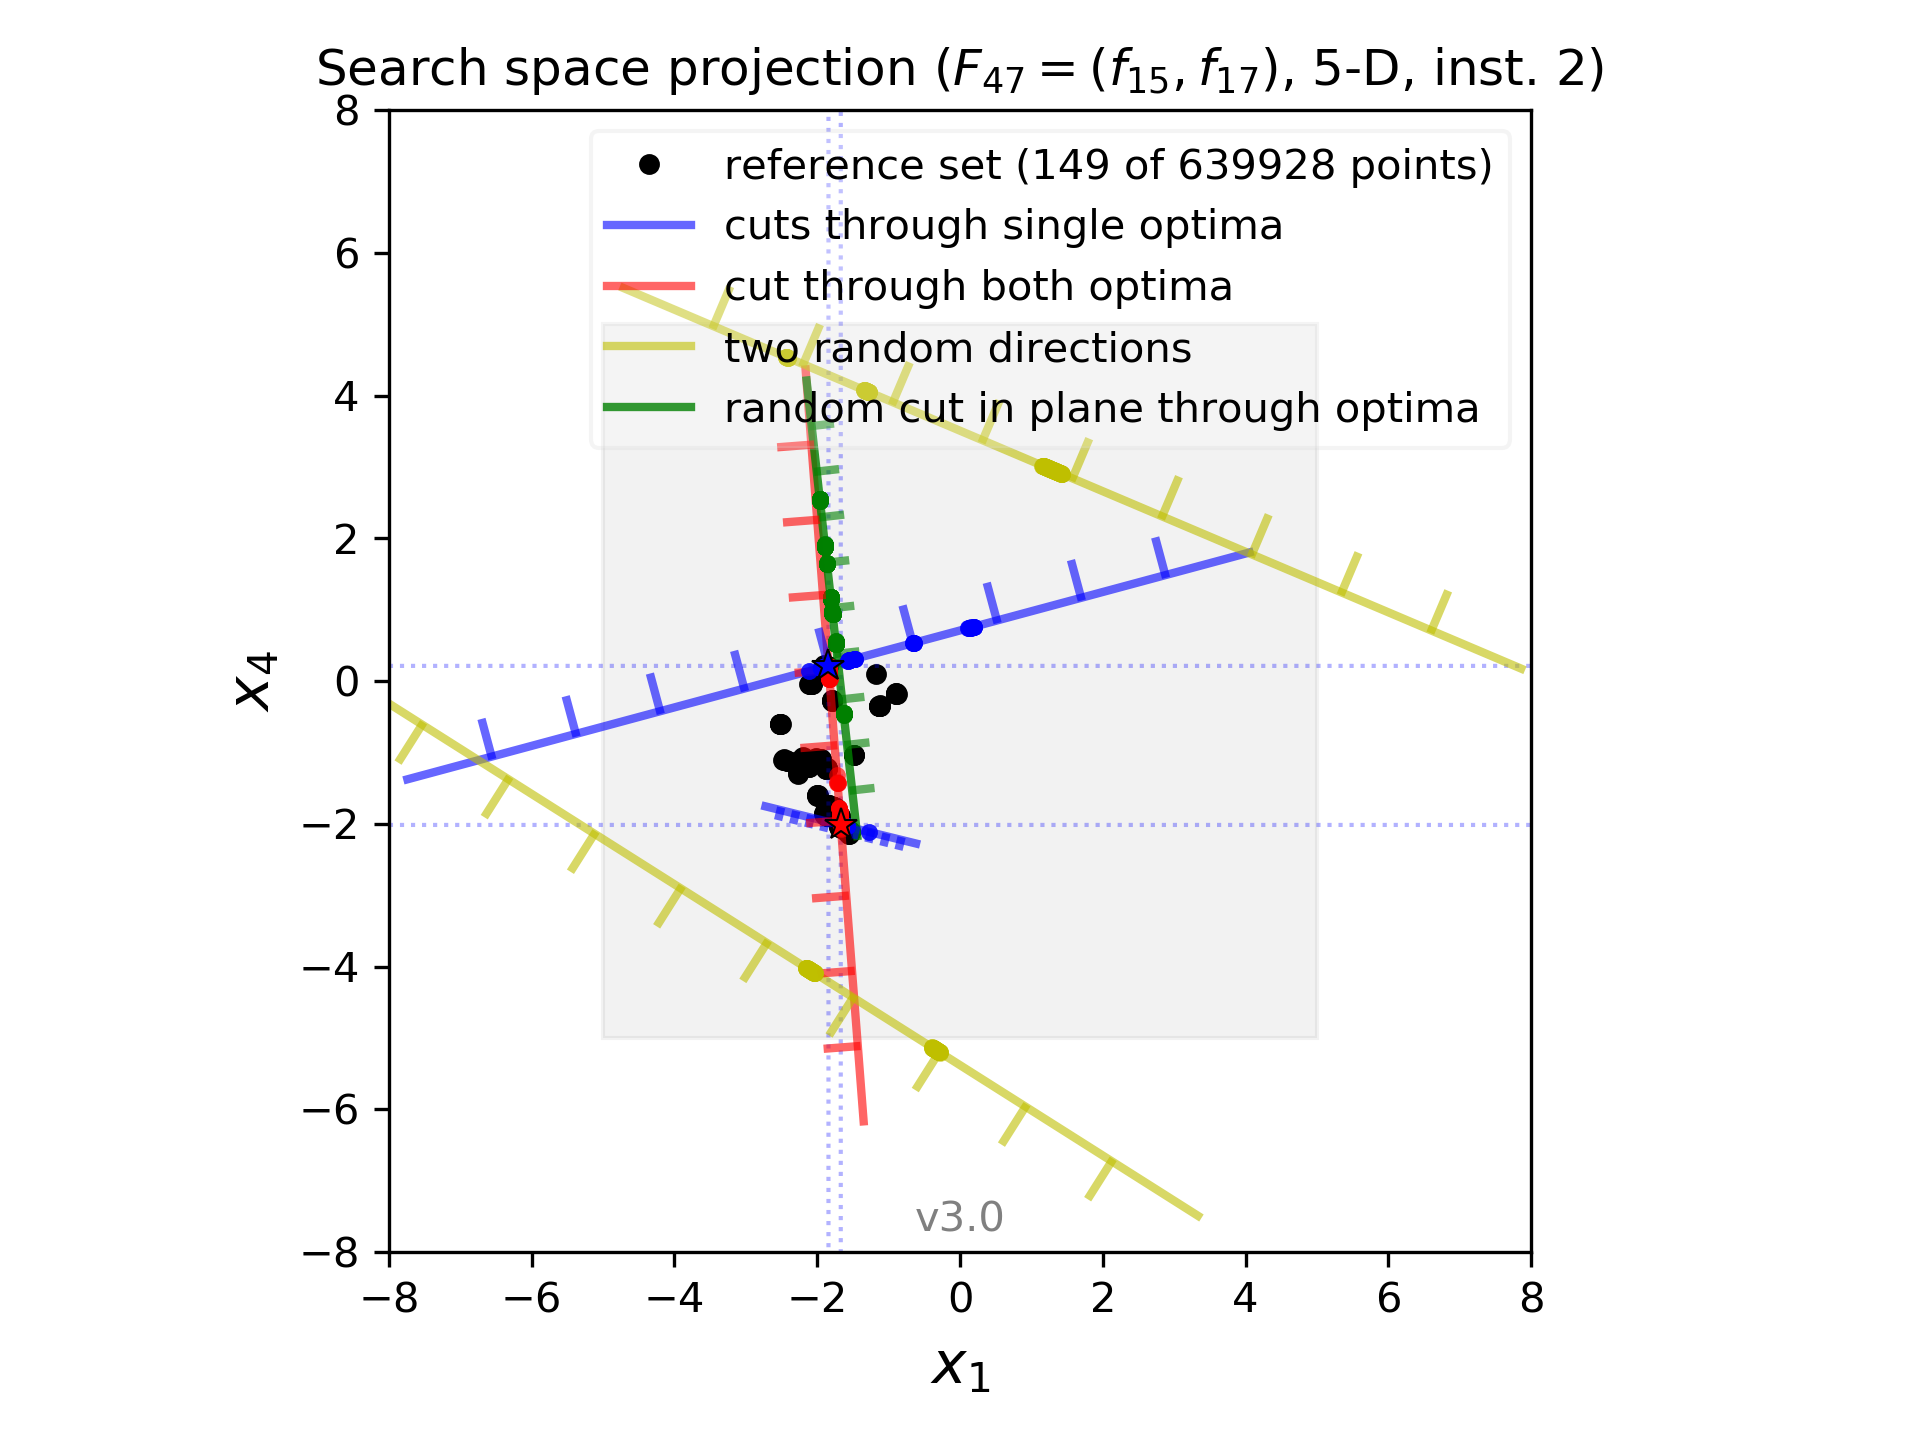 Search space projection (F47 = (f15, f17), 5-D, inst. 2)
8
reference set (149 of 639928 points)
cuts through single optima
6
cut through both optima
two random directions
4
random cut in plane through optima
2
x4
0
−2
−4
−6
v3.0
−8
−8 −6 −4 −2 0 2 4 6 8
x1